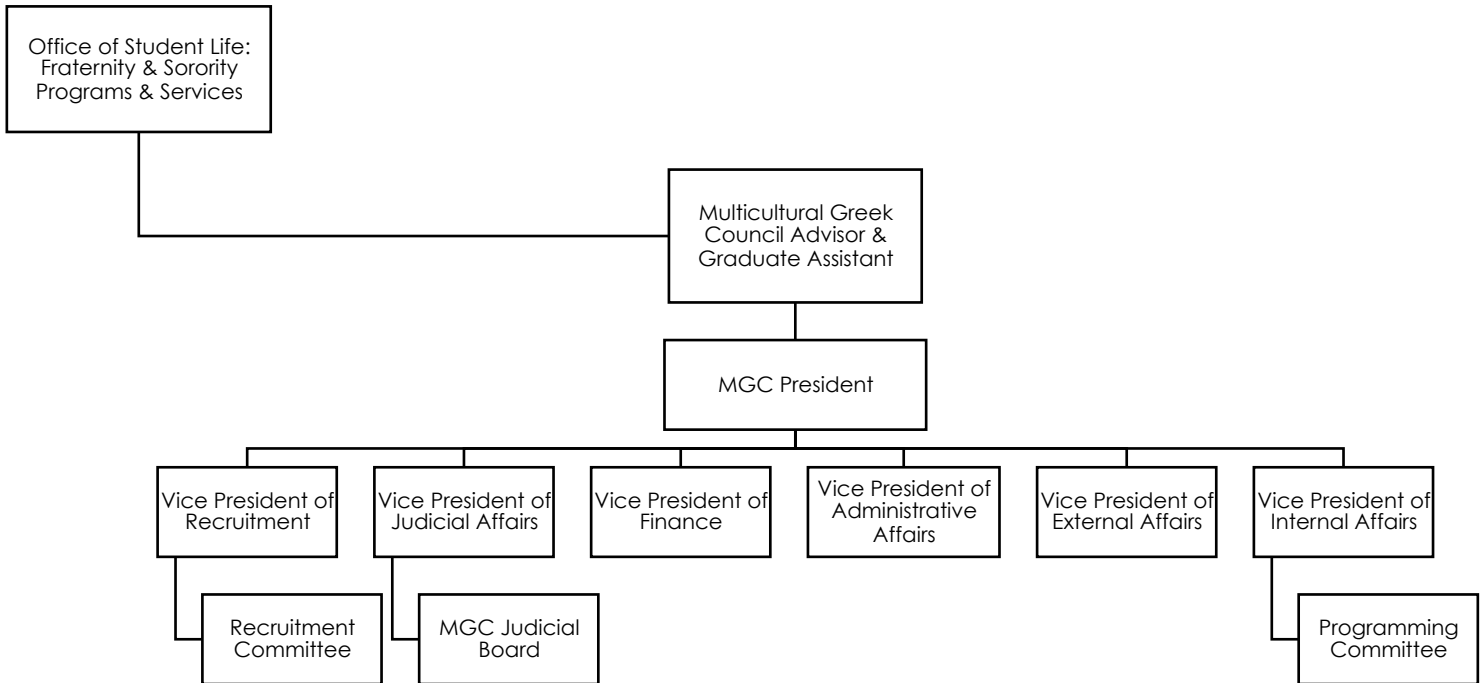 Office of Student Life:
Fraternity & Sorority
Programs & Services
Multicultural Greek
Council Advisor &
Graduate Assistant
MGC President
Vice President of
Recruitment
Vice President of
Judicial Affairs
Vice President of
Finance
Vice President of
Administrative
Affairs
Vice President of
External Affairs
Vice President of
Internal Affairs
Recruitment
Committee
MGC Judicial
Board
Programming
Committee